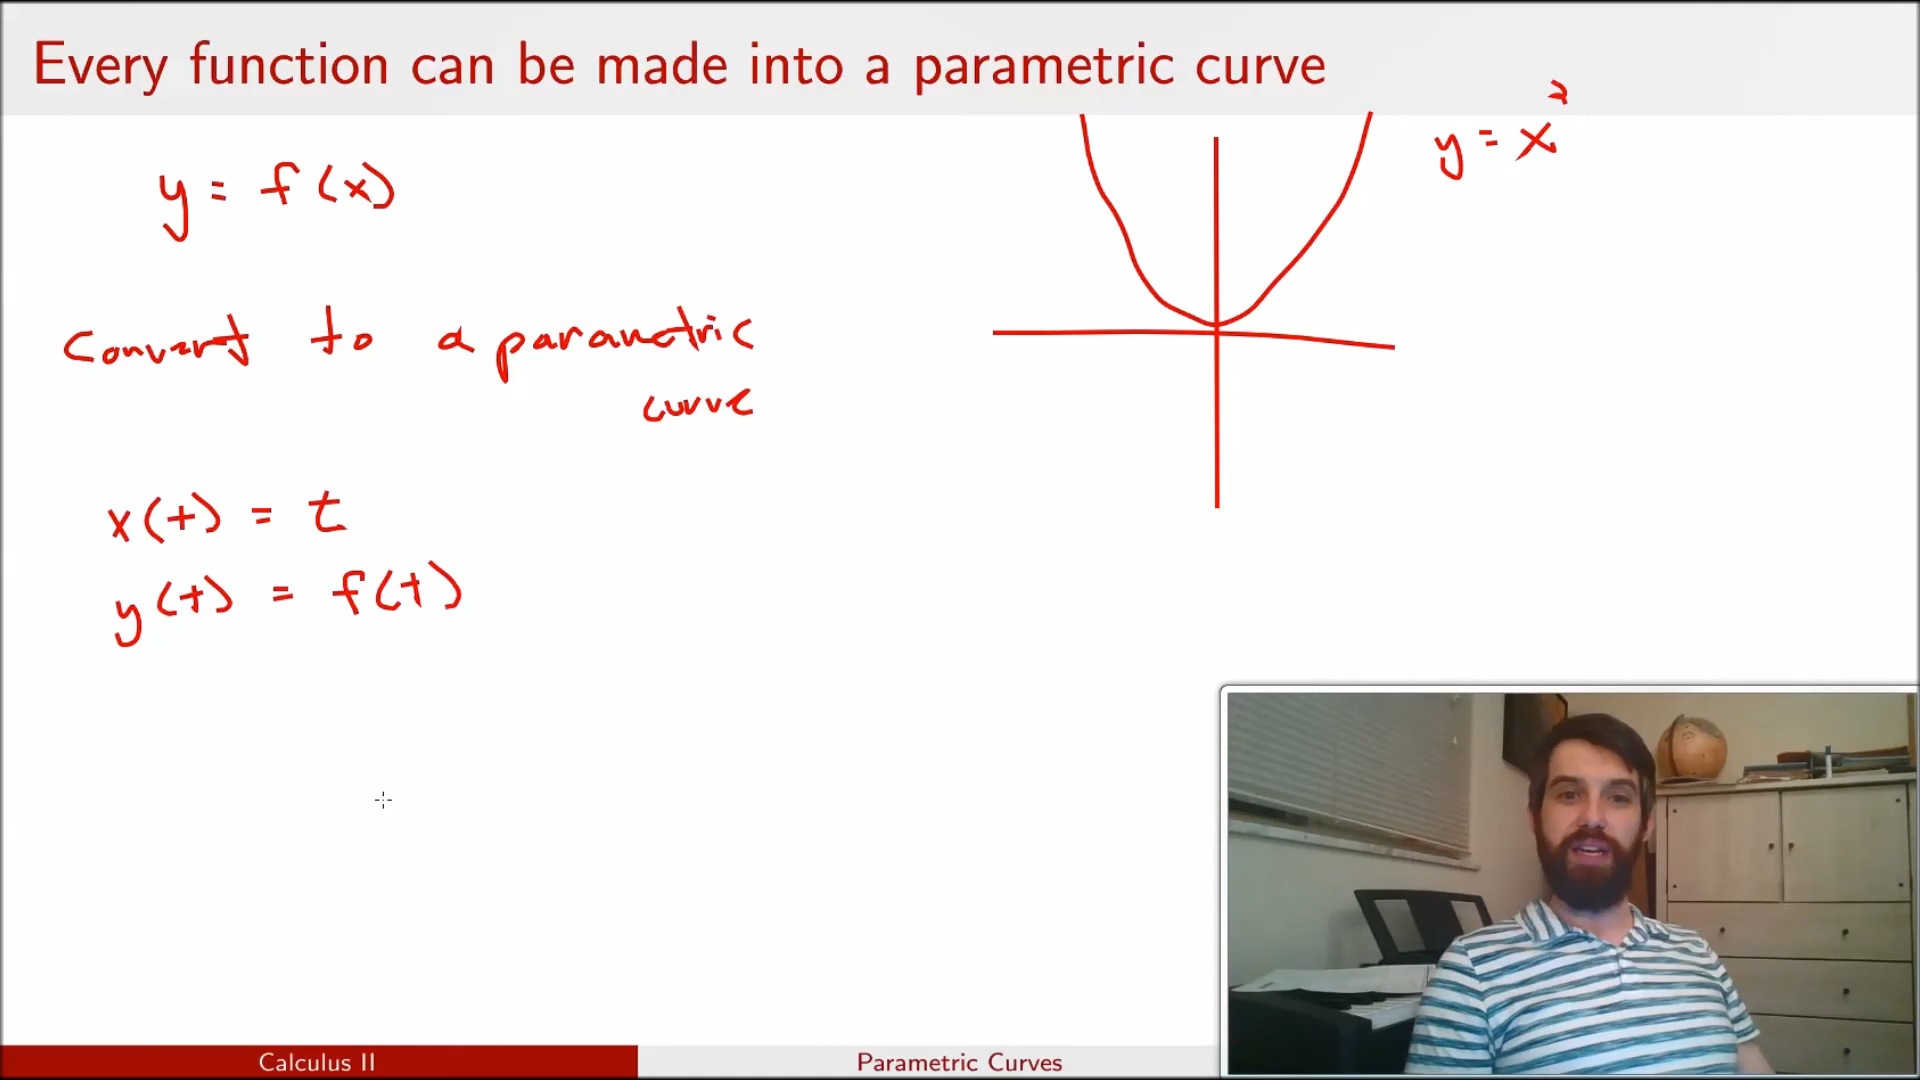 Every function can be made into a parametric curve
y = x²
y = f(x)
Convert to a parametric
curve
x(t) = t
y(t) = f(t)
Calculus II
Parametric Curves